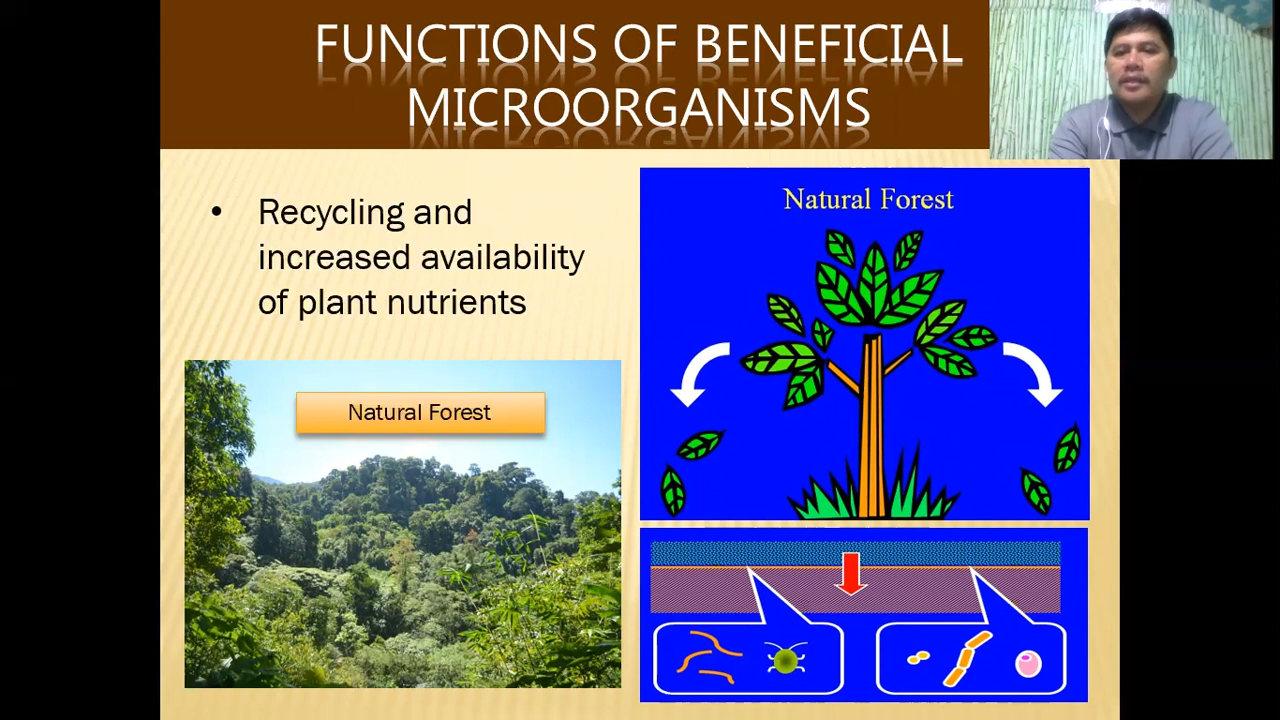 FUNCTIONS OF BENEFICIAL
MICROORGANISMS
• Recycling and
increased availability
of plant nutrients
Natural Forest
Natural Forest